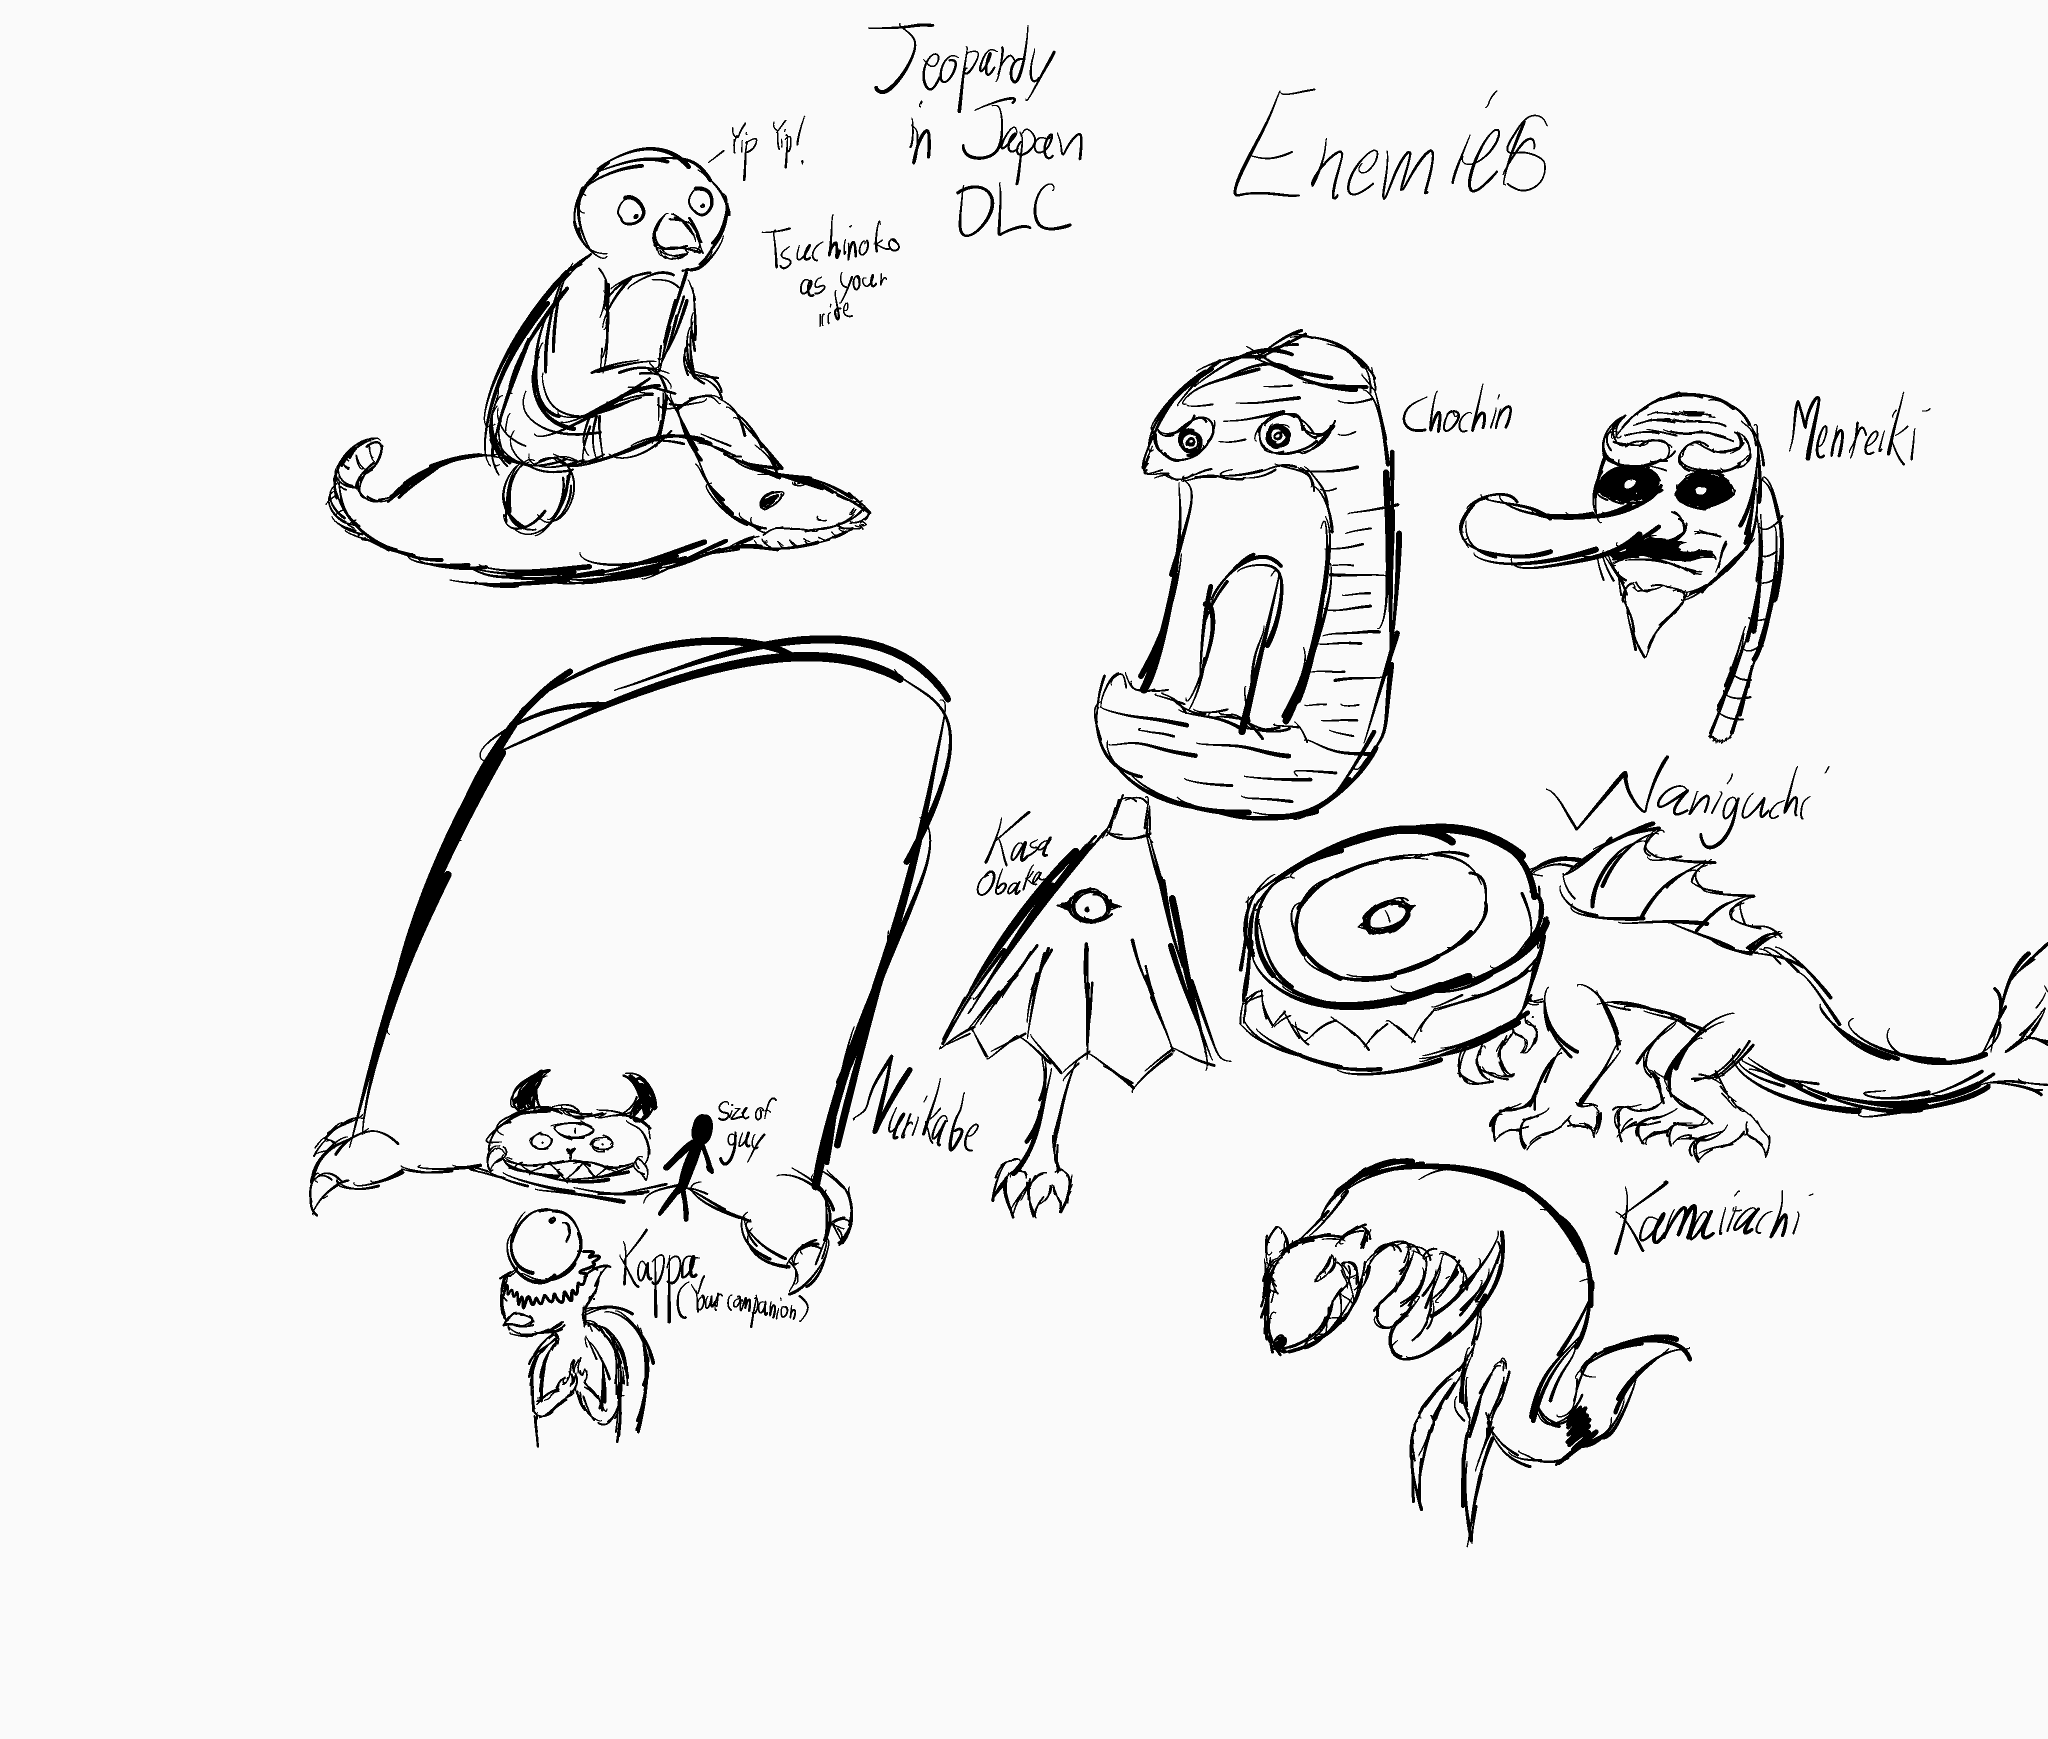 Jeopardy
in Japan
DLC
Enemies
Yip Yip!
Tsuchinoko
as your
ride
Chochin
Menreiki
Waniguchi
Kasa
Obake
Nurikabe
Size of
guy
Kappa
(Your companion)
Kamaitachi